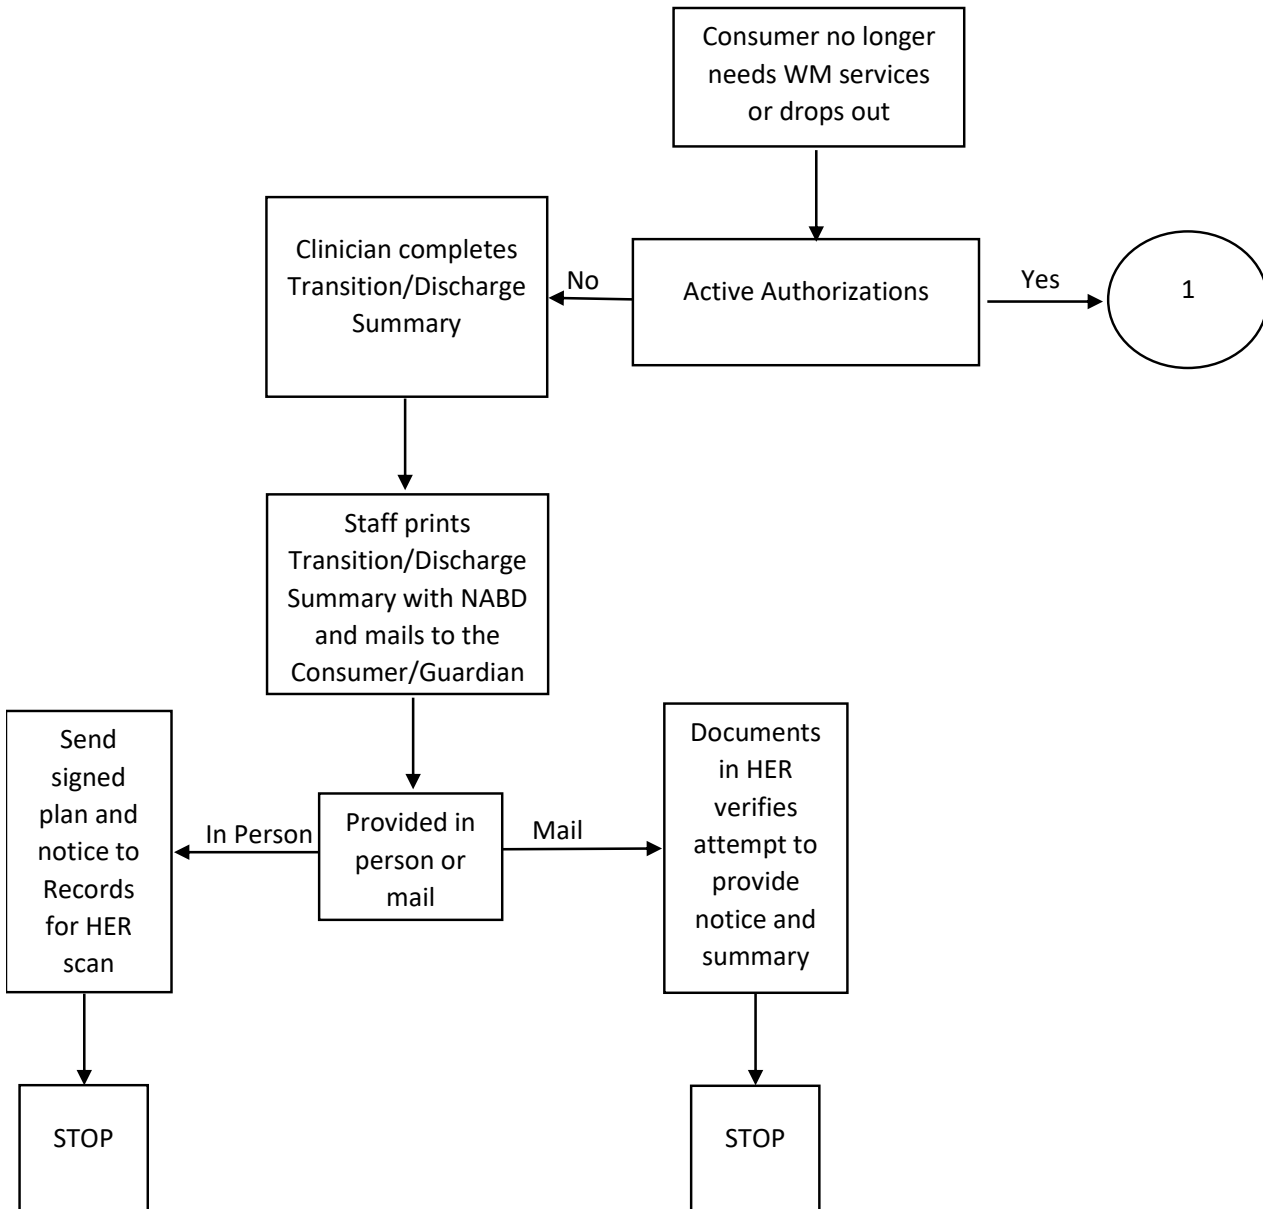 Consumer no longer
needs WM services
or drops out
Clinician completes
Transition/Discharge
Summary
No
Active Authorizations
Yes
1
Staff prints
Transition/Discharge
Summary with NABD
and mails to the
Consumer/Guardian
Send
signed
plan and
notice to
Records
for HER
scan
In Person
Provided in
person or
mail
Mail
Documents
in HER
verifies
attempt to
provide
notice and
summary
STOP
STOP